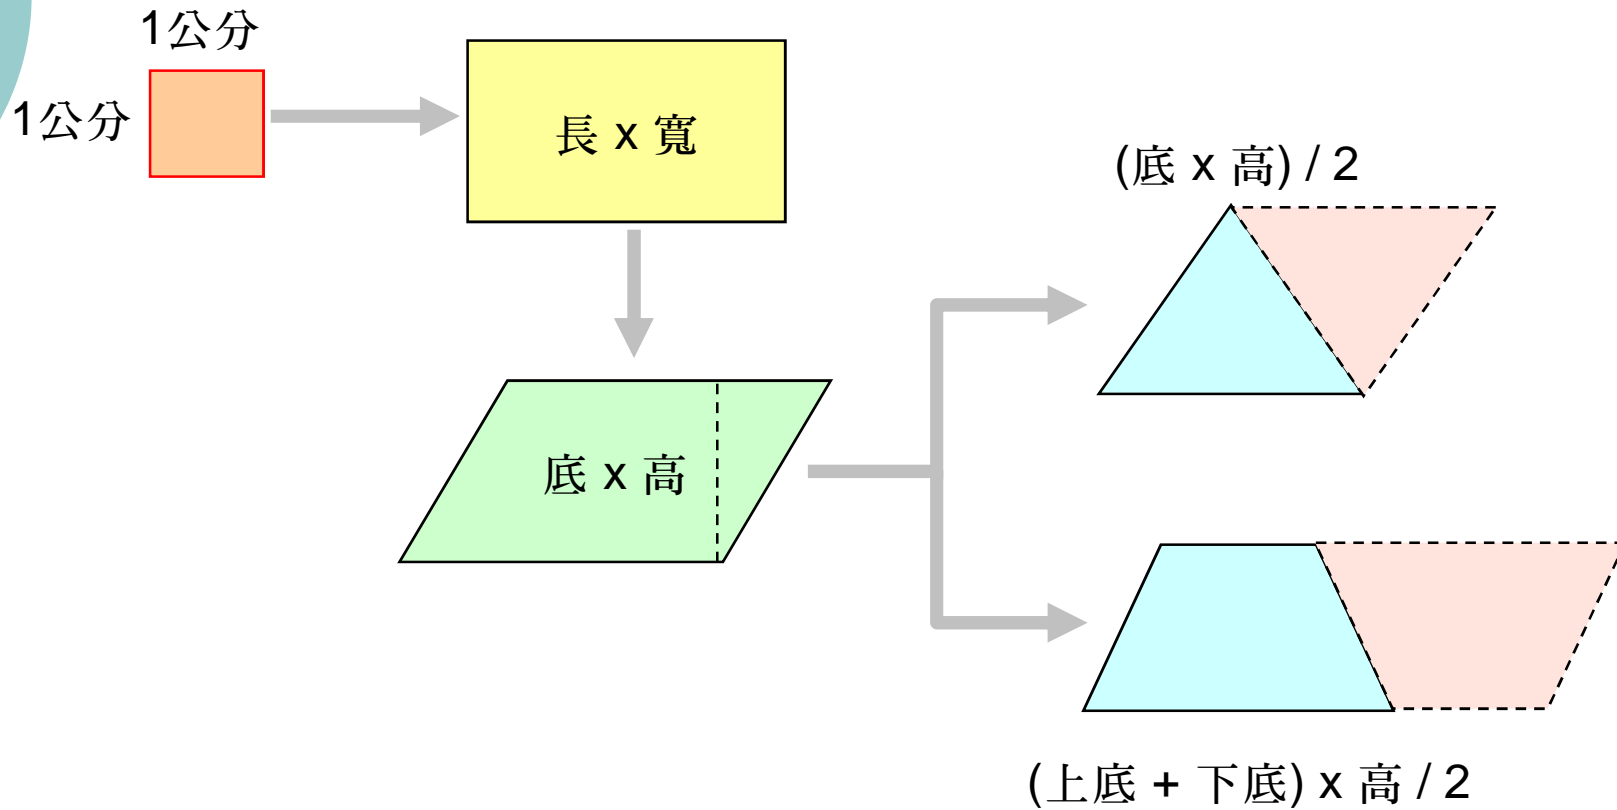 1公分
1公分
長 x 寬
(底 x 高) / 2
底 x 高
(上底 + 下底) x 高 / 2